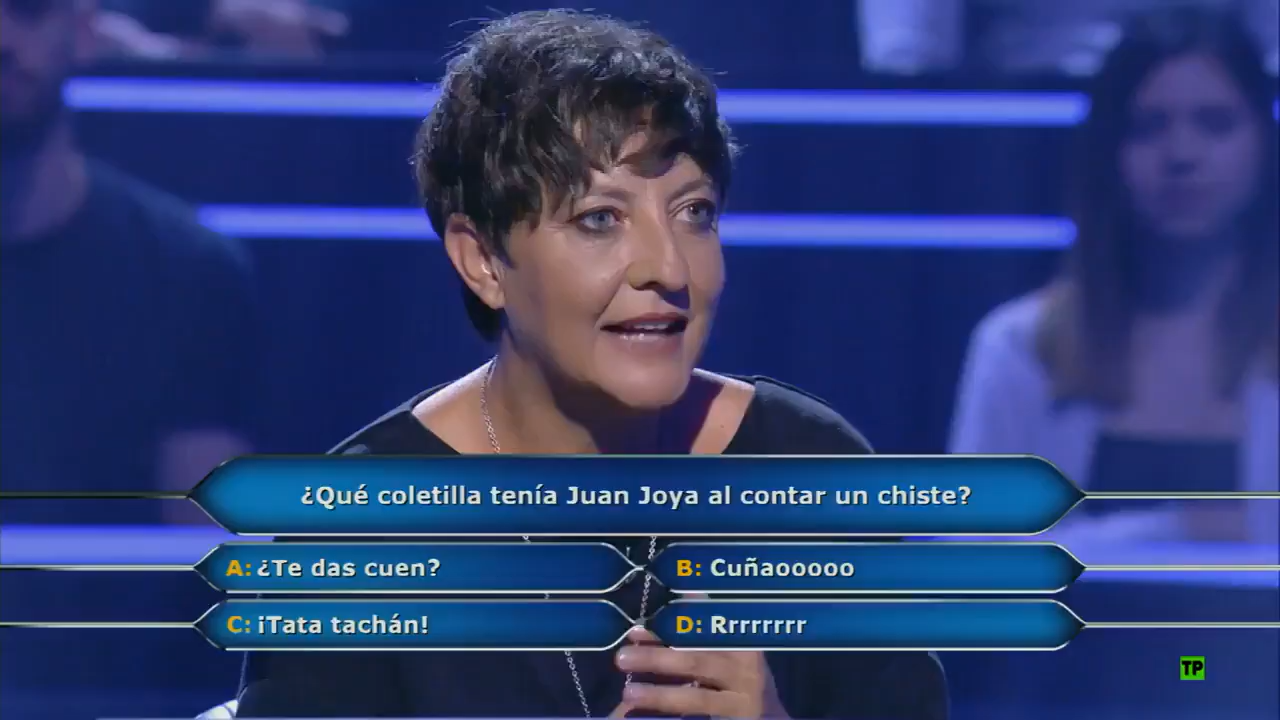 ¿Qué coletilla tenía Juan Joya al contar un chiste?
A: ¿Te das cuen?
B: Cuñaooooo
C: ¡Tata tachán!
D: Rrrrrrrr
TP